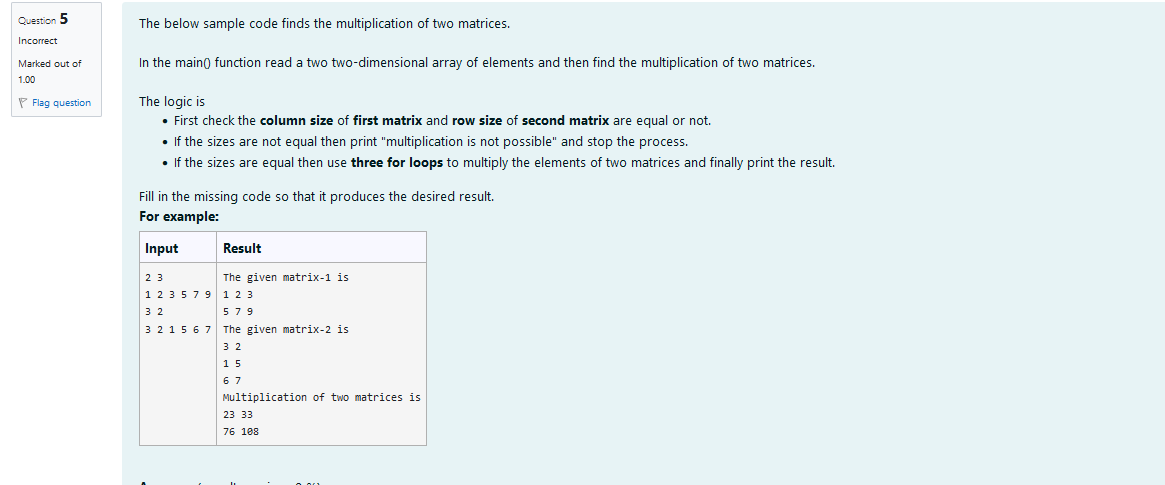 Question 5
Incorrect
Marked out of
1.00
Flag question
The below sample code finds the multiplication of two matrices.
In the main() function read a two two-dimensional array of elements and then find the multiplication of two matrices.
The logic is
• First check the column size of first matrix and row size of second matrix are equal or not.
• If the sizes are not equal then print "multiplication is not possible" and stop the process.
• If the sizes are equal then use three for loops to multiply the elements of two matrices and finally print the result.
Fill in the missing code so that it produces the desired result.
For example:
Input Result
2 3 The given matrix-1 is
1 2 3 5 7 9 1 2 3
3 2 5 7 9
3 2 1 5 6 7 The given matrix-2 is
3 2
1 5
6 7
Multiplication of two matrices is
23 33
76 108